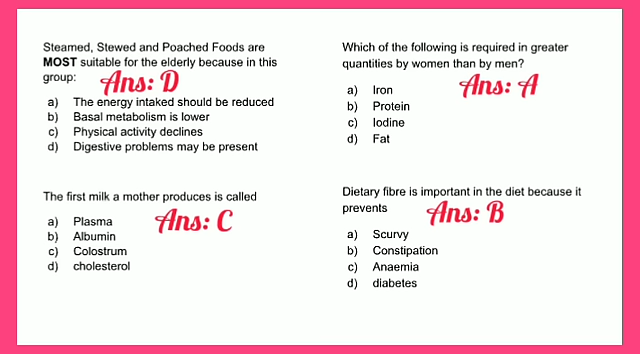 Steamed, Stewed and Poached Foods are
MOST suitable for the elderly because in this
group:
Ans: D
a) The energy intaked should be reduced
b) Basal metabolism is lower
c) Physical activity declines
d) Digestive problems may be present
Which of the following is required in greater
quantities by women than by men?
Ans: A
a) Iron
b) Protein
c) Iodine
d) Fat
The first milk a mother produces is called
Ans: C
a) Plasma
b) Albumin
c) Colostrum
d) cholesterol
Dietary fibre is important in the diet because it
prevents
Ans: B
a) Scurvy
b) Constipation
c) Anaemia
d) diabetes